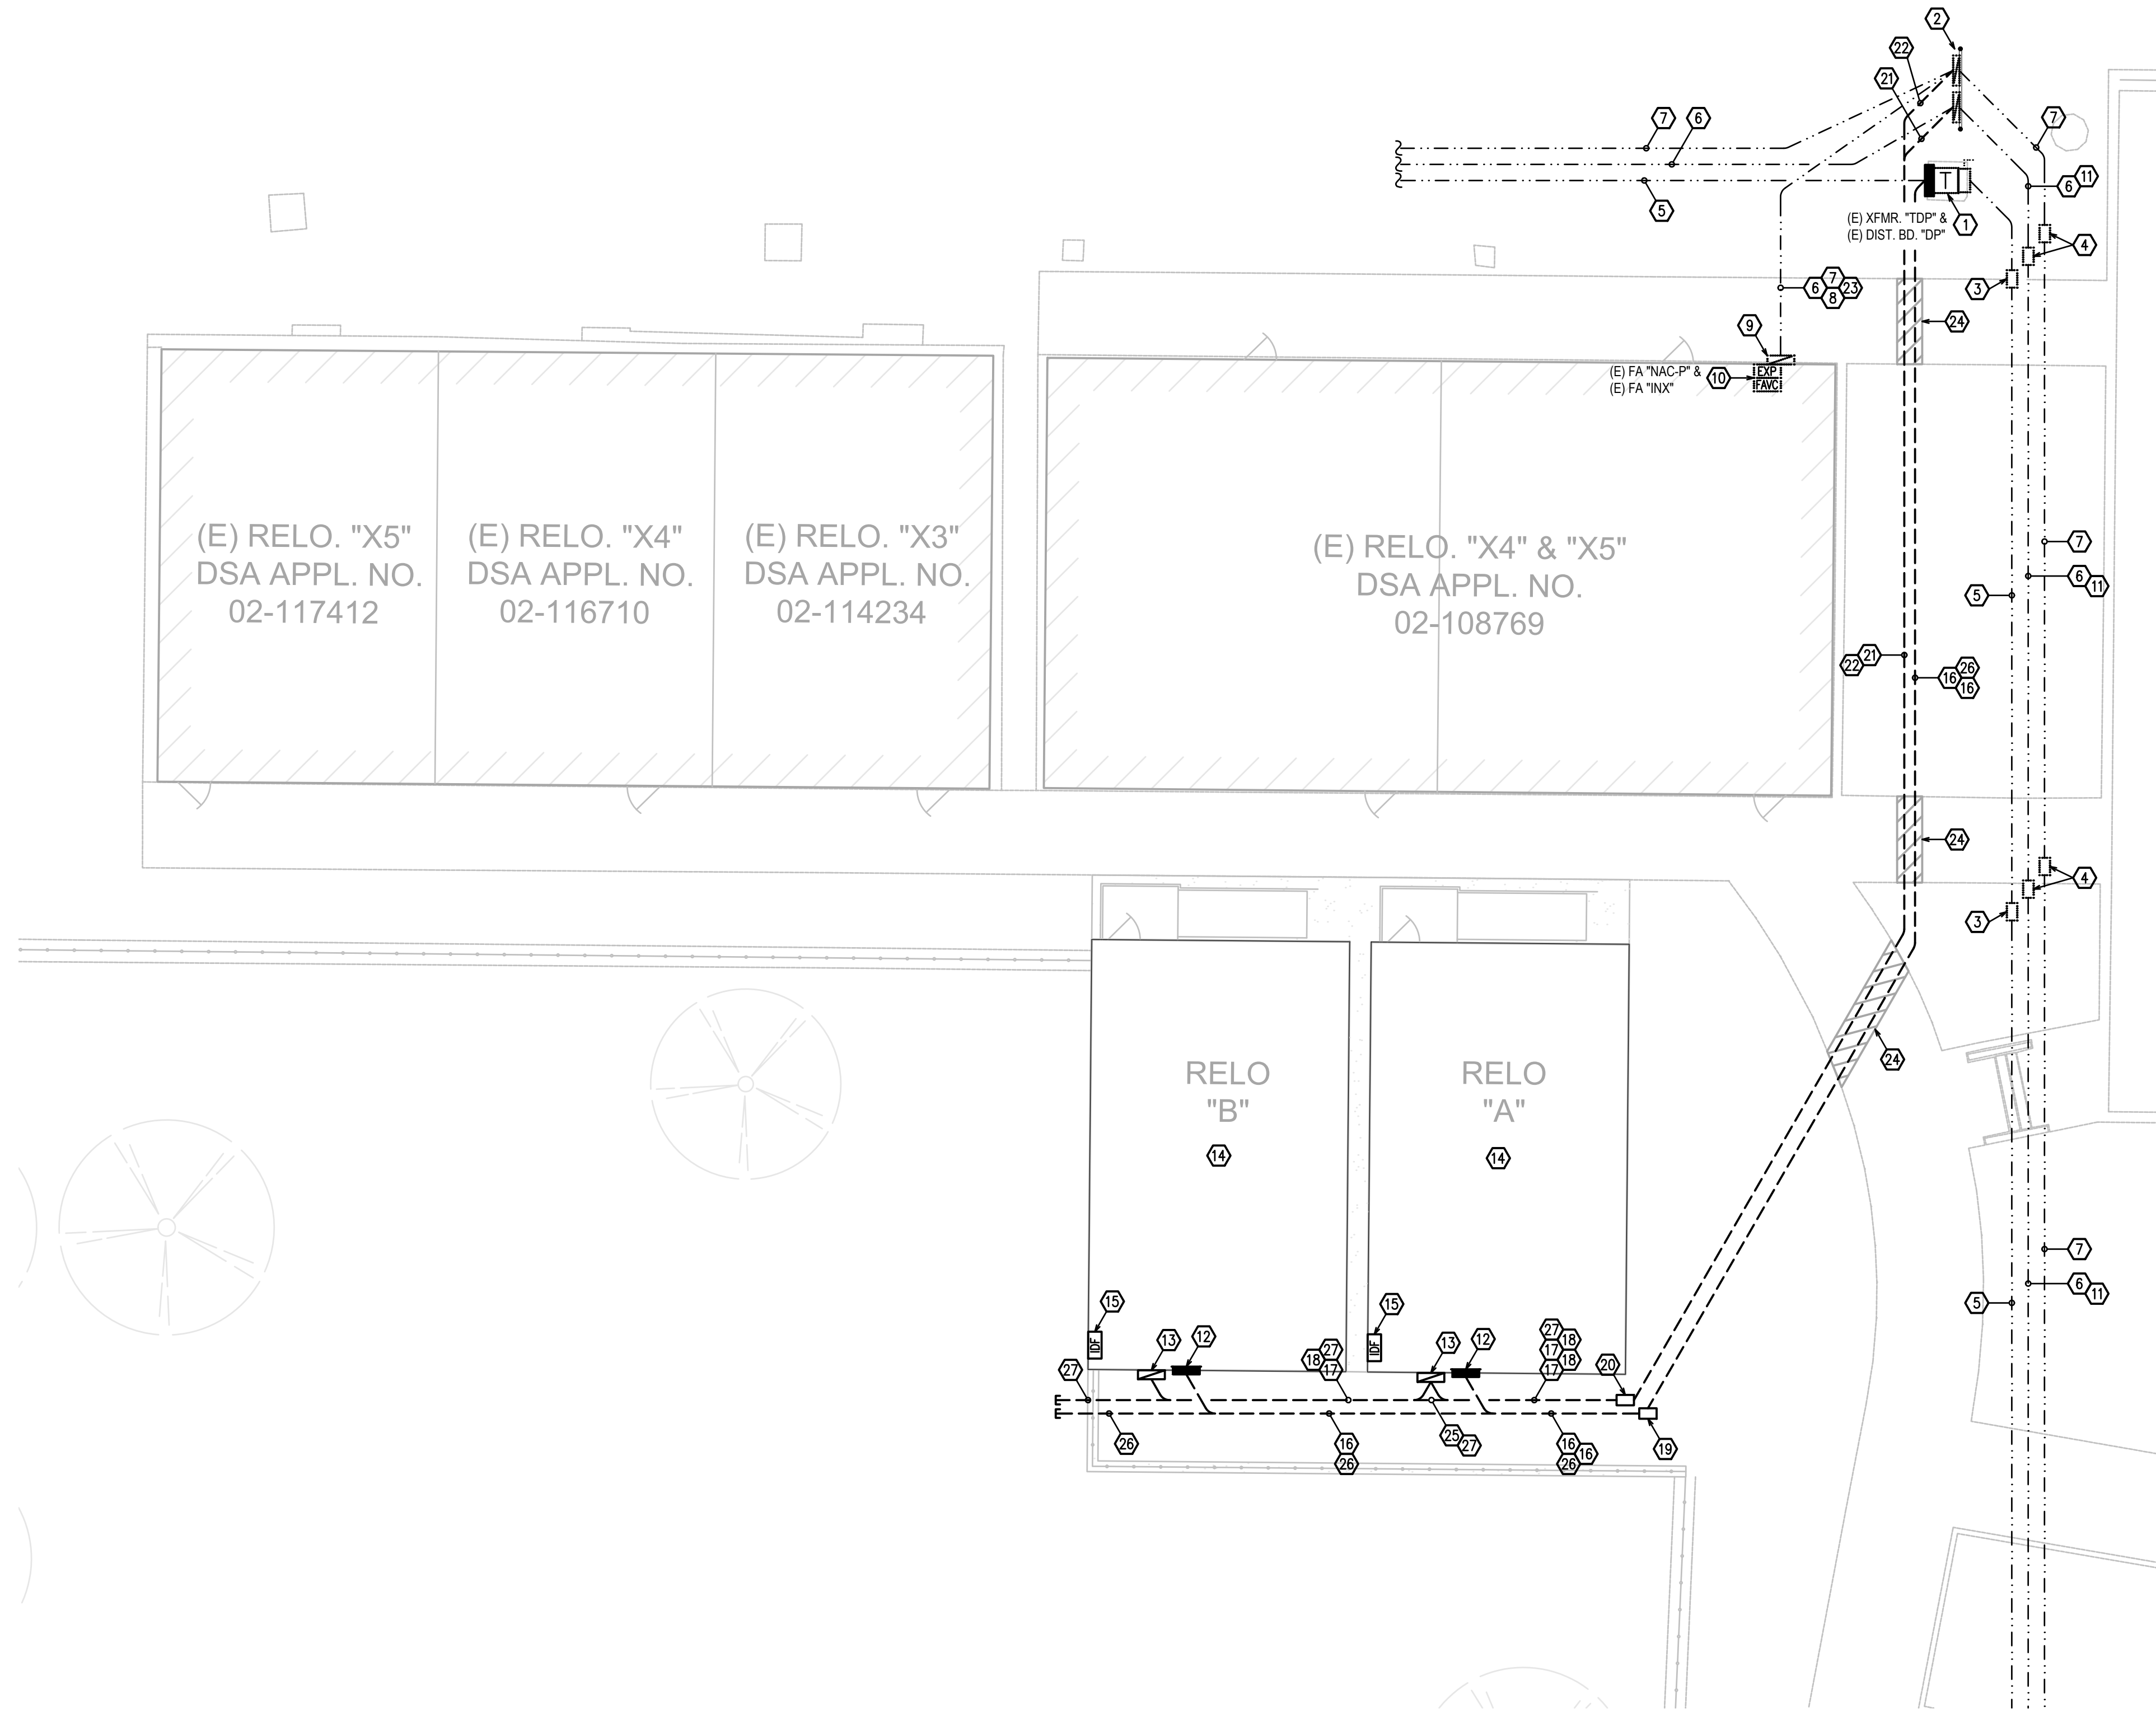 2
22
21
7
6
7
5
T
6 11
(E) XFMR. "TDP" &
(E) DIST. BD. "DP"
1
4
3
6 7 23
8
24
9
(E) FA "NAC-P" &
(E) FA "INX"
10
EXP
FAVC
(E) RELO. "X5"
DSA APPL. NO.
02-117412
(E) RELO. "X4"
DSA APPL. NO.
02-116710
(E) RELO. "X3"
DSA APPL. NO.
02-114234
(E) RELO. "X4" & "X5"
DSA APPL. NO.
02-108769
7
6
11
5
22 21
16 26
16
24
4
3
24
RELO
"B"
14
RELO
"A"
14
7
6
11
5
15
IDF
13
12
15
IDF
13
12
27
18 27
17
27
17 18
17 18
20
26
16
26
25
27
16 16
26
19